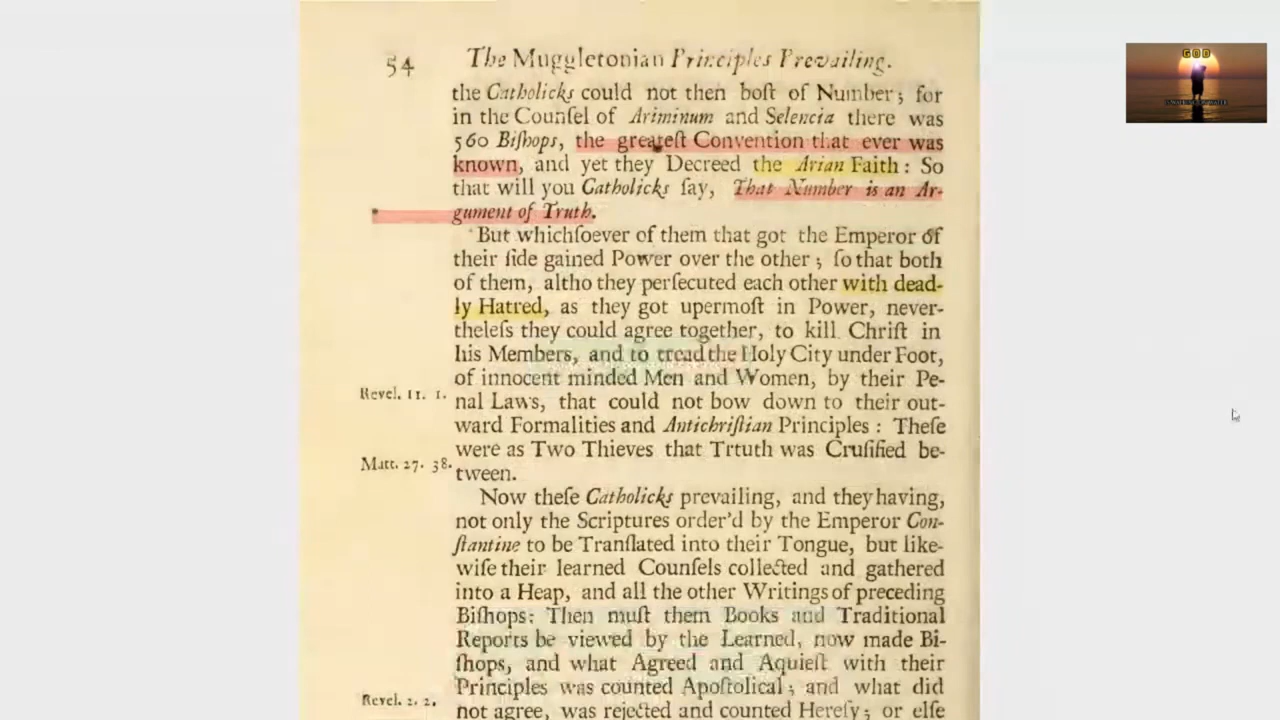 54 The Muggletonian Principles Prevailing.
the Catholicks could not then boſt of Number; for
in the Counſel of Ariminum and Selencia there was
560 Biſhops, the greateſt Convention that ever was
known, and yet they Decreed the Arian Faith: So
that will you Catholicks ſay, That Number is an Ar-
gument of Truth.
But whichſoever of them that got the Emperor of
their ſide gained Power over the other; ſo that both
of them, altho they perſecuted each other with dead-
ly Hatred, as they got upermoſt in Power, never-
theleſs they could agree together, to kill Chriſt in
his Members, and to tread the Holy City under Foot,
of innocent minded Men and Women, by their Pe-
Revel. 11. 1. nal Laws, that could not bow down to their out-
ward Formalities and Antichriſtian Principles: Theſe
were as Two Thieves that Trtuth was Cruſified be-
Matt. 27. 38. tween.
Now theſe Catholicks prevailing, and they having,
not only the Scriptures order'd by the Emperor Con-
ſtantine to be Tranſlated into their Tongue, but like-
wiſe their learned Counſels collected and gathered
into a Heap, and all the other Writings of preceding
Biſhops: Then muſt them Books and Traditional
Reports be viewed by the Learned, now made Bi-
ſhops, and what Agreed and Aquieſt with their
Principles was counted Apoſtolical; and what did
Revel. 2. 2. not agree, was rejected and counted Hereſy; or elſe
GOD